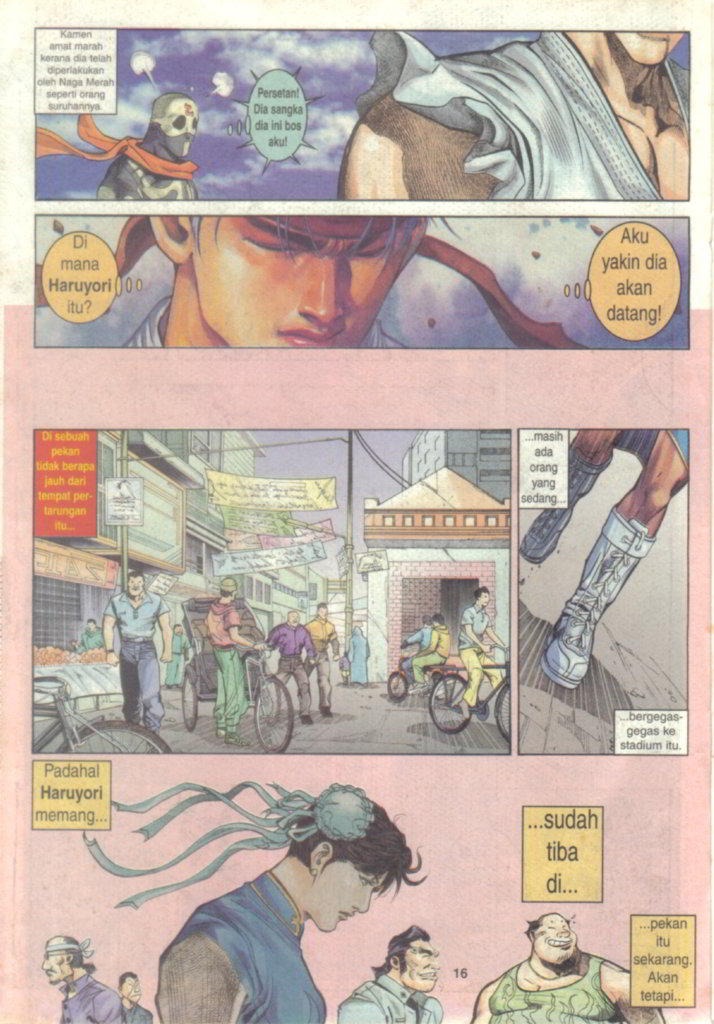 Kamen
amat marah
kerana dia telah
diperlakukan
oleh Naga Merah
seperti orang
suruhannya.
Persetan!
Dia sangka
dia ini bos
aku!
Di
mana
Haruyori
itu?
Aku
yakin dia
akan
datang!
Di sebuah
pekan
tidak berapa
jauh dari
tempat per-
tarungan
itu...
...masih
ada
orang
yang
sedang...
...bergegas-
gegas ke
stadium itu.
Padahal
Haruyori
memang...
...sudah
tiba
di...
...pekan
itu
sekarang.
Akan
tetapi...
16